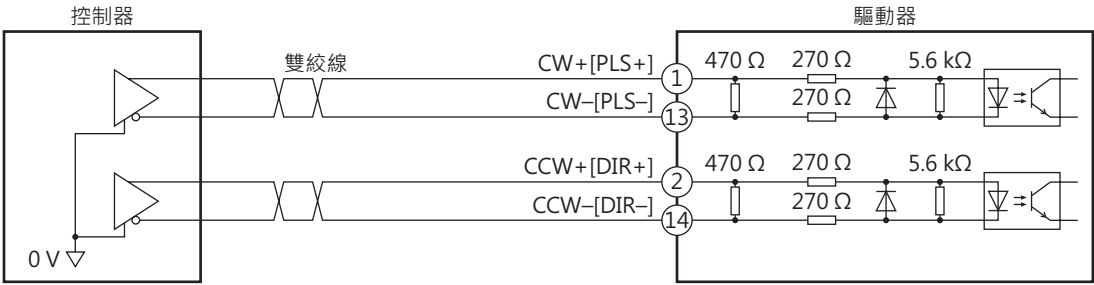 控制器
驅動器
雙絞線
CW+[PLS+]
1
470 Ω
270 Ω
5.6 kΩ
CW–[PLS–]
13
270 Ω
CCW+[DIR+]
2
470 Ω
270 Ω
5.6 kΩ
CCW–[DIR–]
14
270 Ω
0 V